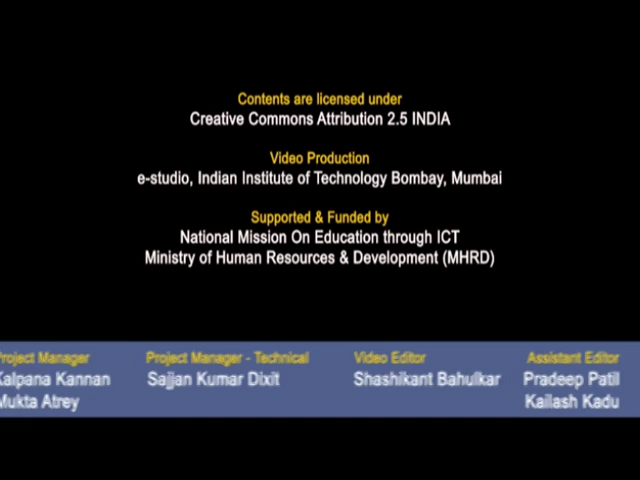 Contents are licensed under
Creative Commons Attribution 2.5 INDIA
Video Production
e-studio, Indian Institute of Technology Bombay, Mumbai
Supported & Funded by
National Mission On Education through ICT
Ministry of Human Resources & Development (MHRD)
Project Manager
Kalpana Kannan
Mukta Atrey
Project Manager - Technical
Sajjan Kumar Dixit
Video Editor
Shashikant Bahulkar
Assistant Editor
Pradeep Patil
Kailash Kadu